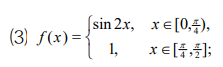 (3) f(x) = { sin 2x, x∈[0,π/4),
1, x∈[π/4,π/2];